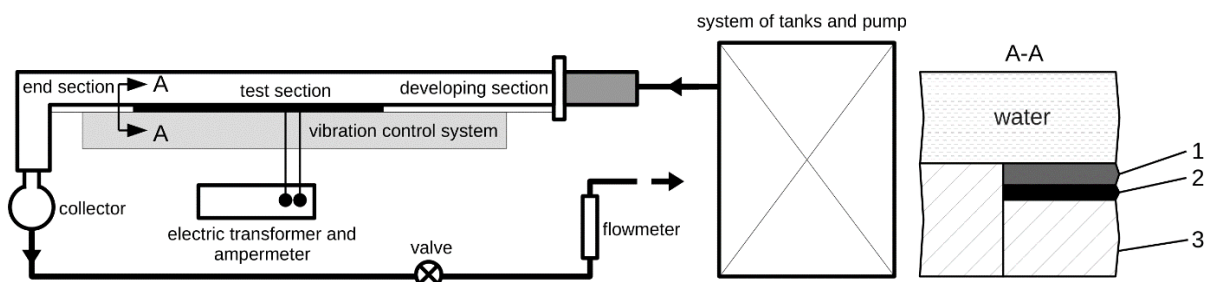 system of tanks and pump
A-A
end section
A
test section
developing section
water
A
vibration control system
1
2
collector
flowmeter
electric transformer and
ampermeter
valve
3